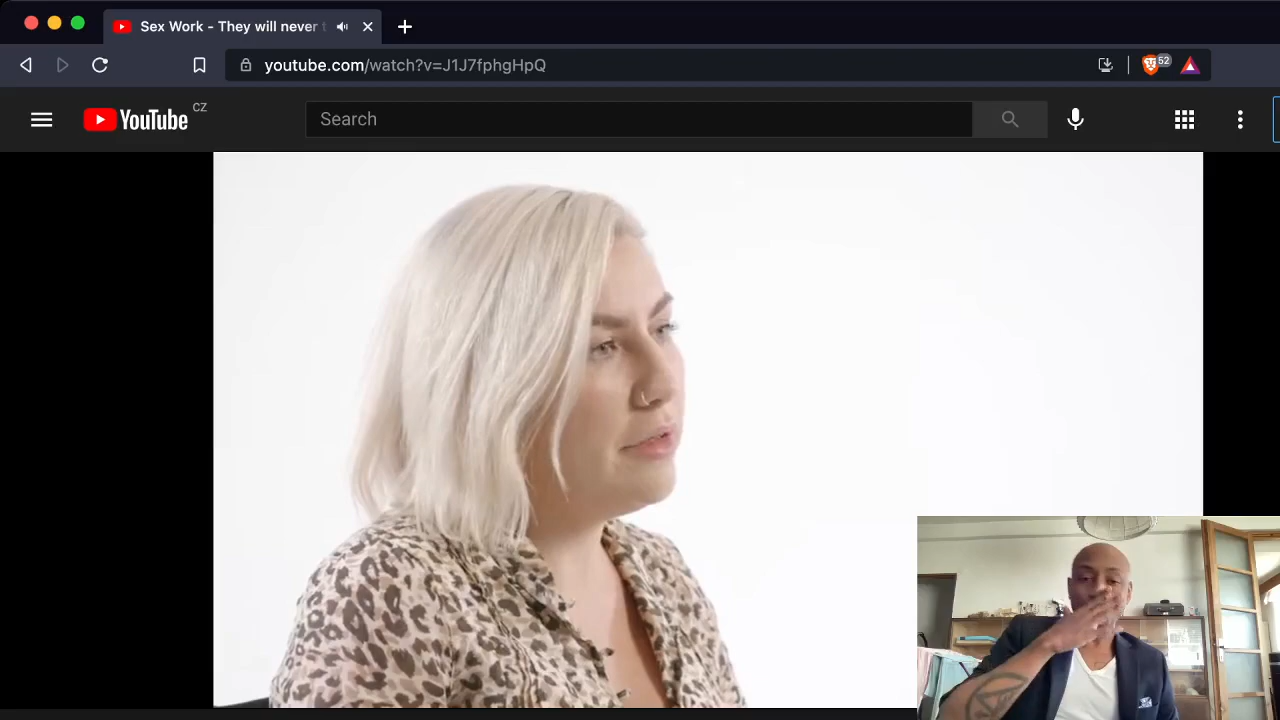 Sex Work - They will never t
youtube.com/watch?v=J1J7fphgHpQ
52
YouTube CZ
Search